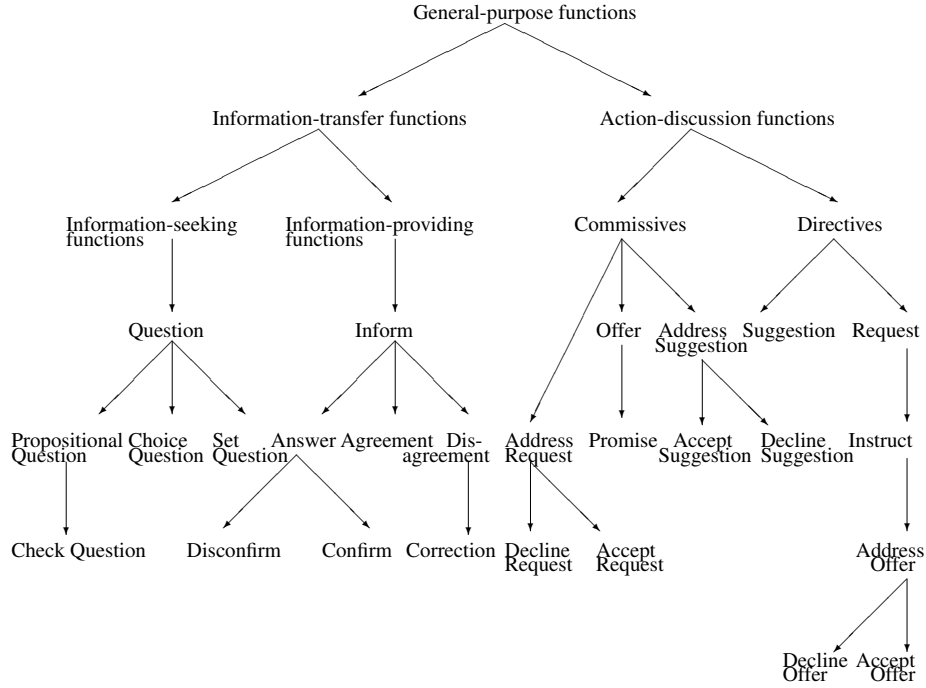 General-purpose functions
Information-transfer functions
Action-discussion functions
Information-seeking
functions
Information-providing
functions
Commissives
Directives
Question
Inform
Offer
Address
Suggestion
Suggestion
Request
Propositional
Question
Choice
Question
Set
Question
Answer
Agreement
Dis-
agreement
Address
Request
Promise
Accept
Suggestion
Decline
Suggestion
Instruct
Check Question
Disconfirm
Confirm
Correction
Decline
Request
Accept
Request
Address
Offer
Decline
Offer
Accept
Offer